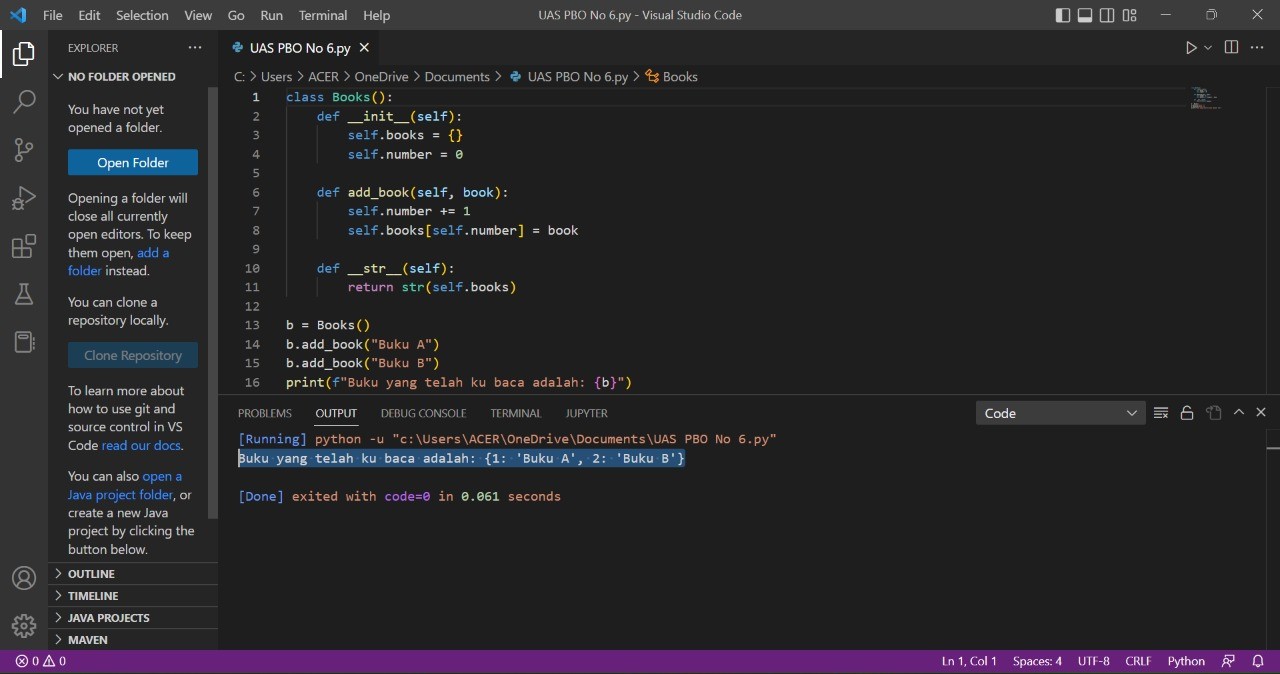 File Edit Selection View Go Run Terminal Help UAS PBO No 6.py - Visual Studio Code
EXPLORER
NO FOLDER OPENED
You have not yet
opened a folder.
Open Folder
Opening a folder will
close all currently
open editors. To keep
them open, add a
folder instead.
You can clone a
repository locally.
Clone Repository
To learn more about
how to use git and
source control in VS
Code read our docs.
You can also open a
Java project folder, or
create a new Java
project by clicking the
button below.
OUTLINE
TIMELINE
JAVA PROJECTS
MAVEN
UAS PBO No 6.py
C: > Users > ACER > OneDrive > Documents > UAS PBO No 6.py > Books
1 class Books():
2 def __init__(self):
3 self.books = {}
4 self.number = 0
5
6 def add_book(self, book):
7 self.number += 1
8 self.books[self.number] = book
9
10 def __str__(self):
11 return str(self.books)
12
13 b = Books()
14 b.add_book("Buku A")
15 b.add_book("Buku B")
16 print(f"Buku yang telah ku baca adalah: {b}")
PROBLEMS OUTPUT DEBUG CONSOLE TERMINAL JUPYTER Code
[Running] python -u "c:\Users\ACER\OneDrive\Documents\UAS PBO No 6.py"
Buku yang telah ku baca adalah: {1: 'Buku A', 2: 'Buku B'}
[Done] exited with code=0 in 0.061 seconds
0 0 Ln 1, Col 1 Spaces: 4 UTF-8 CRLF Python